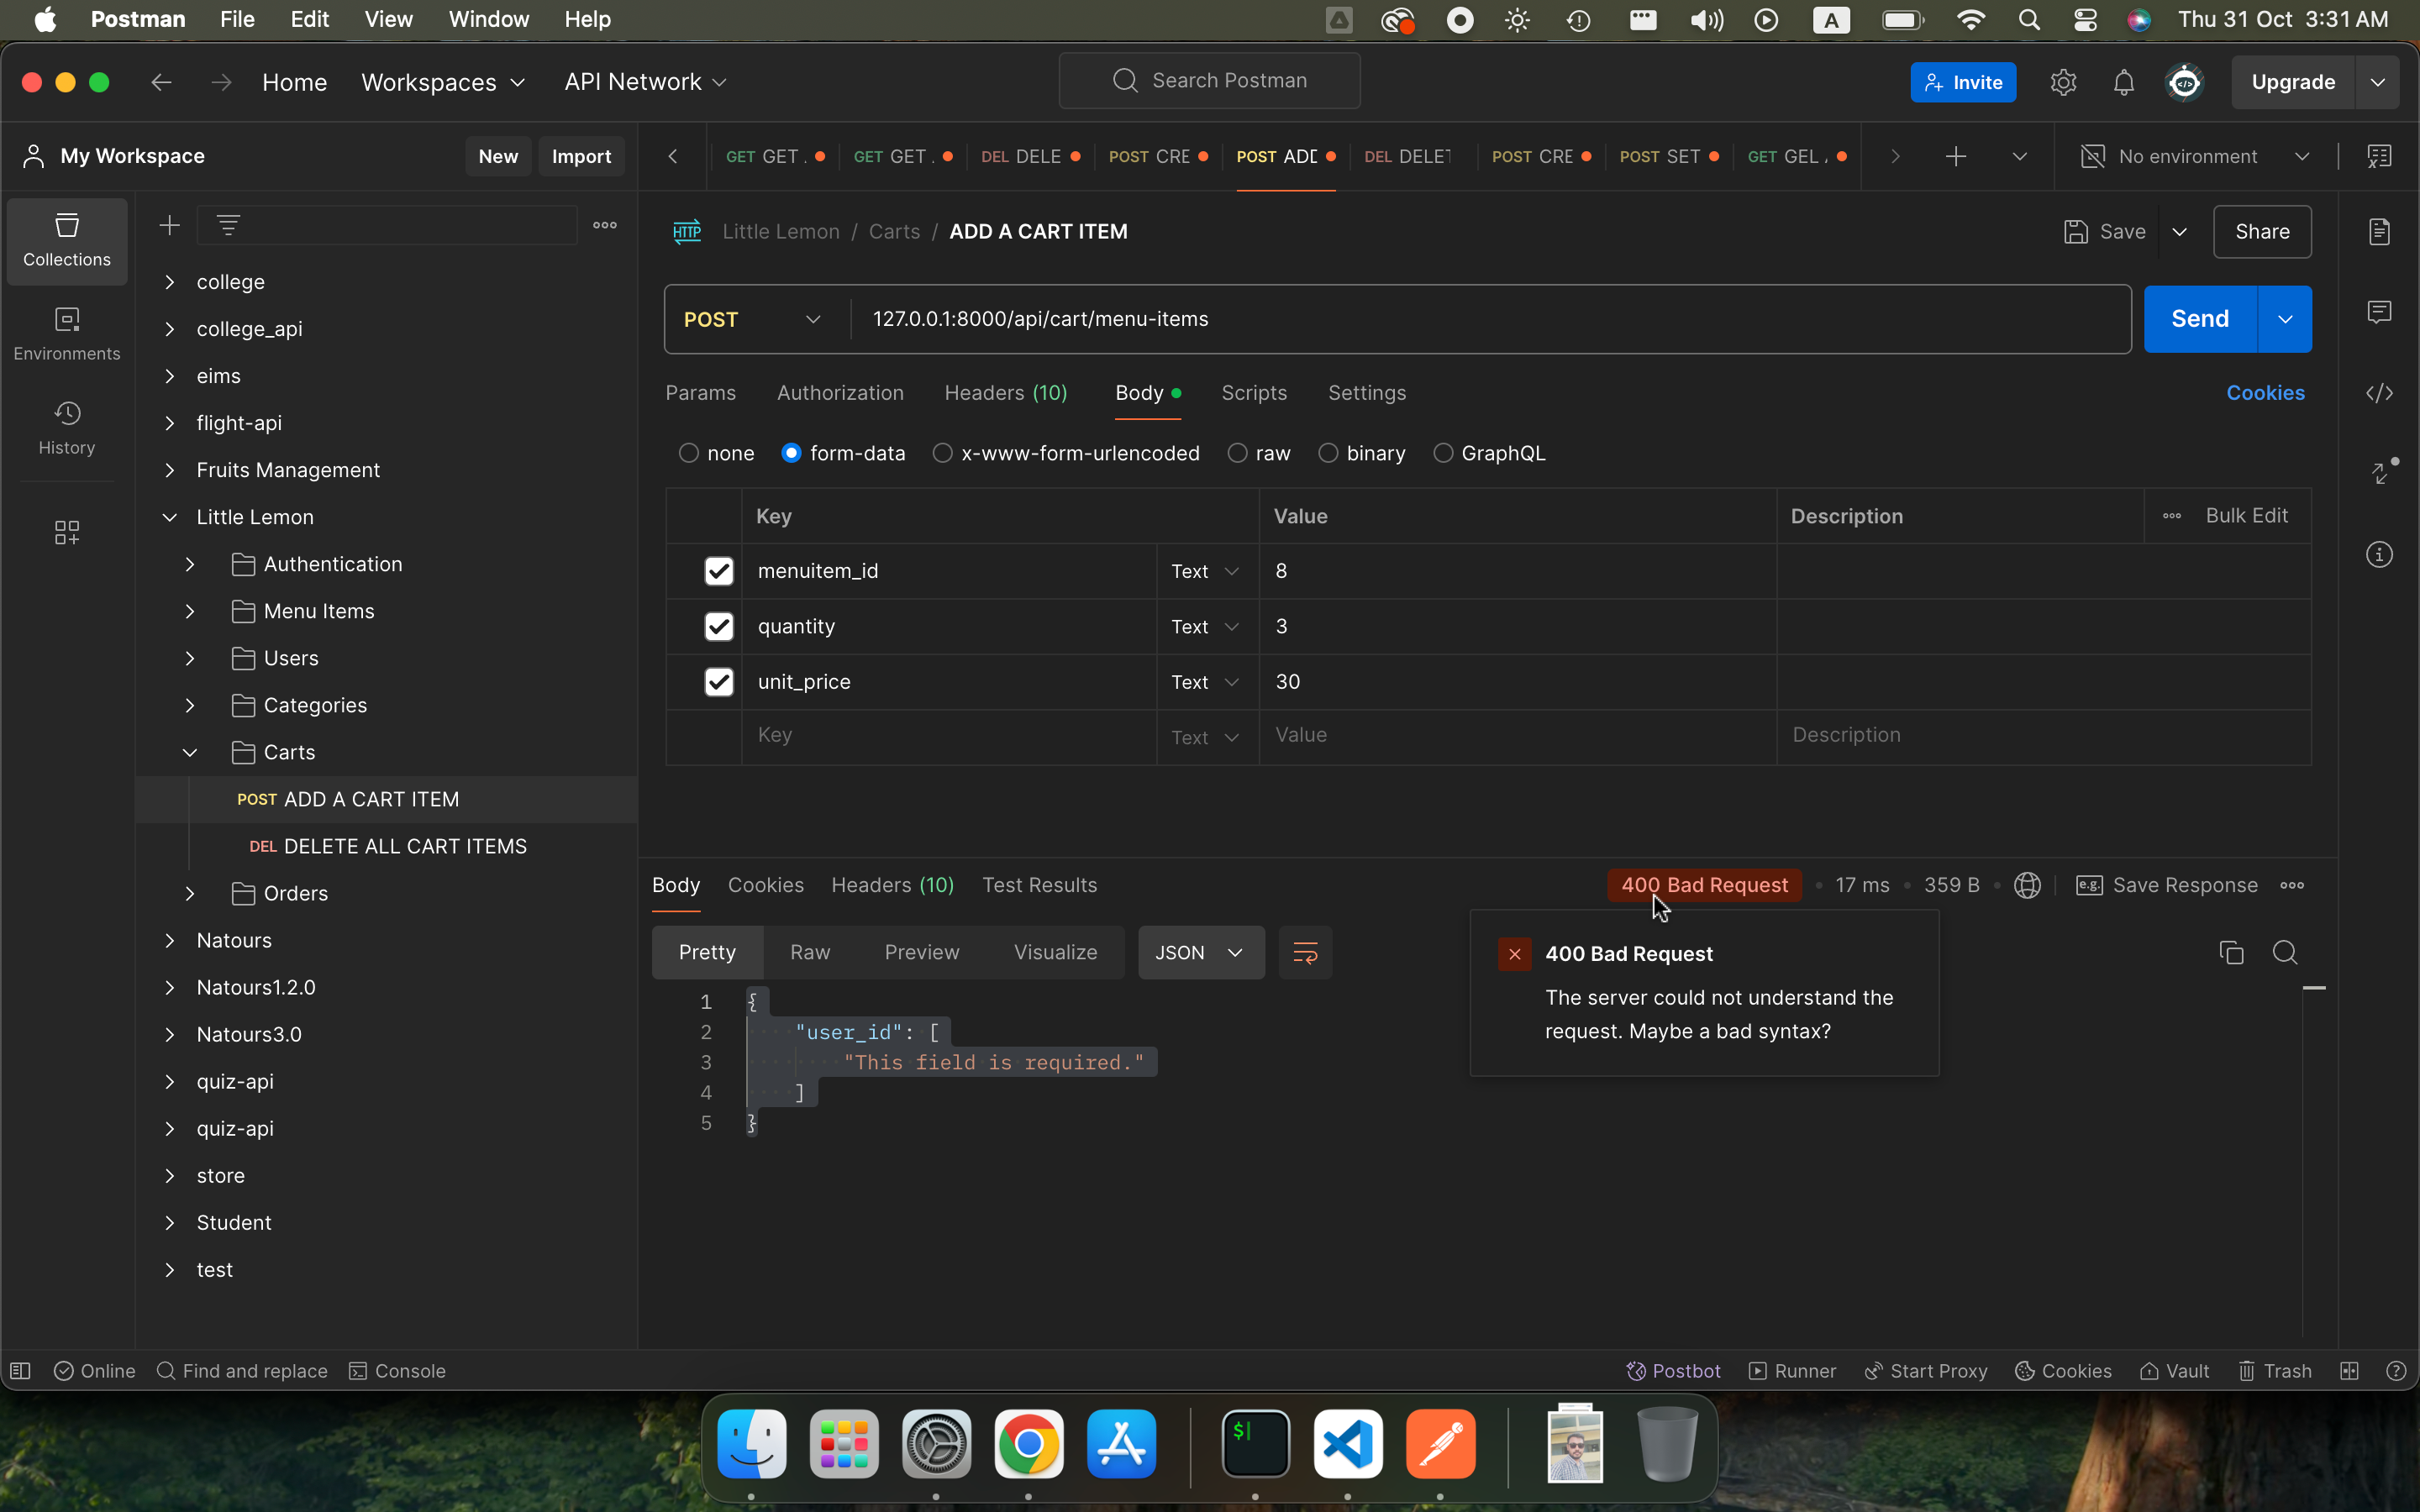 Postman File Edit View Window Help A Thu 31 Oct 3:31 AM
Home Workspaces API Network Search Postman Invite Upgrade
My Workspace New Import
GET GET . GET GET . DEL DELE POST CRE POST ADD DEL DELET POST CRE POST SET GET GEL No environment
Collections
Environments
History
college
college_api
eims
flight-api
Fruits Management
Little Lemon
Authentication
Menu Items
Users
Categories
Carts
POST ADD A CART ITEM
DEL DELETE ALL CART ITEMS
Orders
Natours
Natours1.2.0
Natours3.0
quiz-api
quiz-api
store
Student
test
HTTP Little Lemon / Carts / ADD A CART ITEM Save Share
POST 127.0.0.1:8000/api/cart/menu-items Send
Params Authorization Headers (10) Body Scripts Settings Cookies
none form-data x-www-form-urlencoded raw binary GraphQL
Key Value Description Bulk Edit
menuitem_id Text 8
quantity Text 3
unit_price Text 30
Key Text Value Description
Body Cookies Headers (10) Test Results 400 Bad Request 17 ms 359 B e.g. Save Response
Pretty Raw Preview Visualize JSON
400 Bad Request
The server could not understand the
request. Maybe a bad syntax?
1 {
2 "user_id": [
3 "This field is required."
4 ]
5 }
Online Find and replace Console Postbot Runner Start Proxy Cookies Vault Trash
$